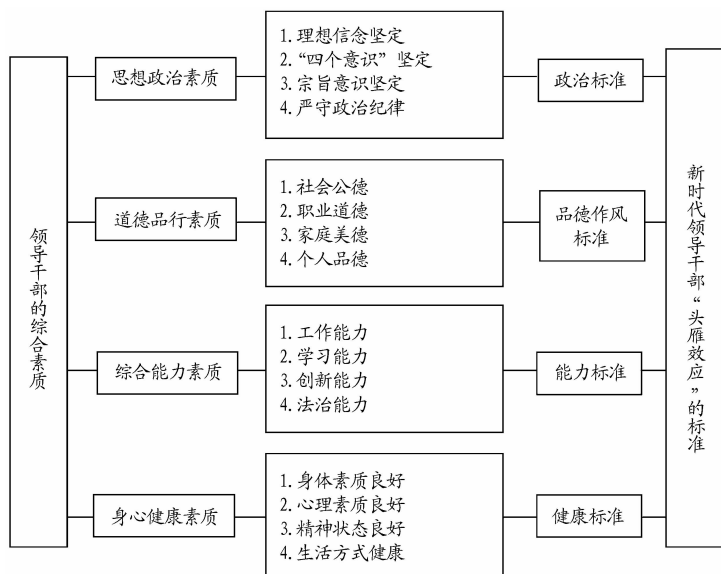 领导干部的综合素质
思想政治素质
1. 理想信念坚定
2. “四个意识”坚定
3. 宗旨意识坚定
4. 严守政治纪律
政治标准
道德品行素质
1. 社会公德
2. 职业道德
3. 家庭美德
4. 个人品德
品德作风
标准
综合能力素质
1. 工作能力
2. 学习能力
3. 创新能力
4. 法治能力
能力标准
身心健康素质
1. 身体素质良好
2. 心理素质良好
3. 精神状态良好
4. 生活方式健康
健康标准
新时代领导干部“头雁效应”的标准